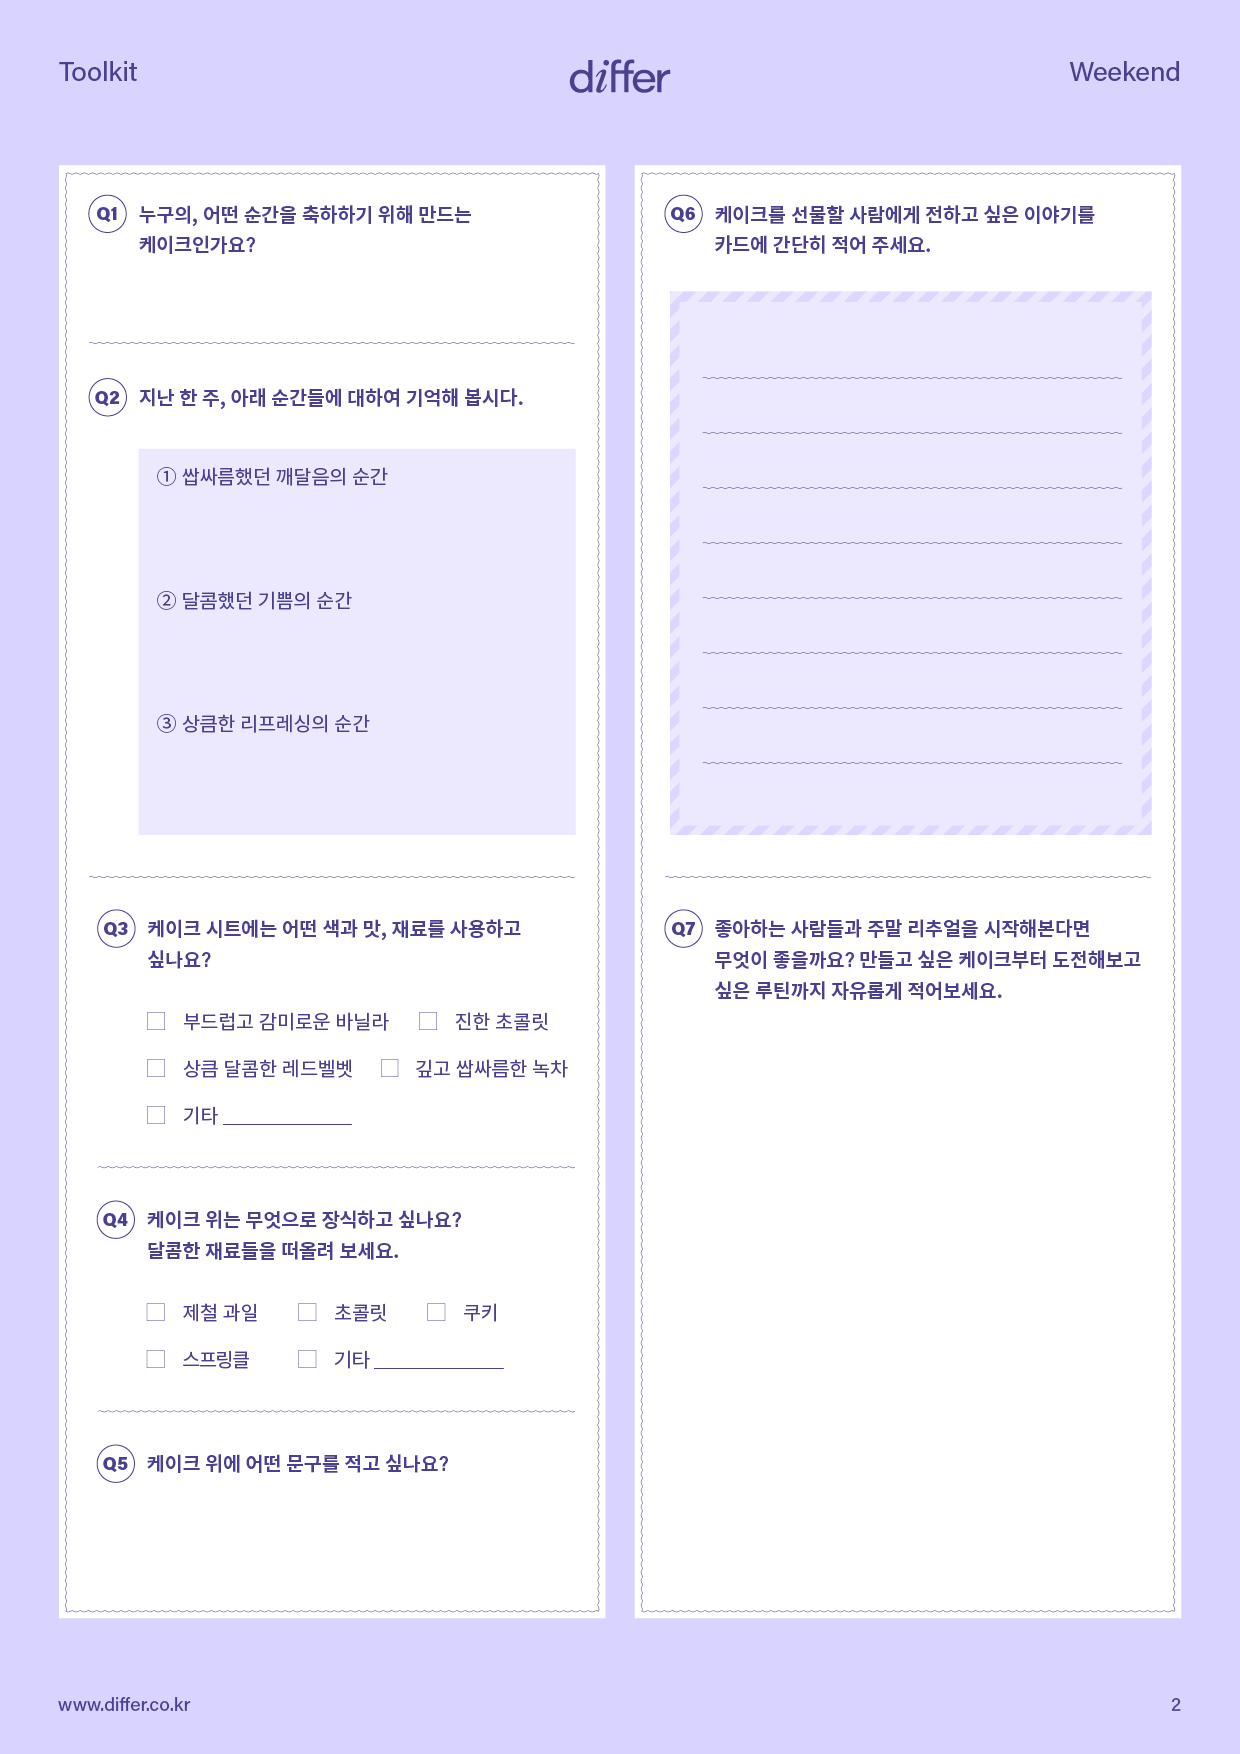 Toolkit
differ
Weekend
Q1 누구의, 어떤 순간을 축하하기 위해 만드는
케이크인가요?
Q2 지난 한 주, 아래 순간들에 대하여 기억해 봅시다.
① 쌉싸름했던 깨달음의 순간
② 달콤했던 기쁨의 순간
③ 상큼한 리프레싱의 순간
Q3 케이크 시트에는 어떤 색과 맛, 재료를 사용하고
싶나요?
□ 부드럽고 감미로운 바닐라 □ 진한 초콜릿
□ 상큼 달콤한 레드벨벳 □ 깊고 쌉싸름한 녹차
□ 기타 ____________
Q4 케이크 위는 무엇으로 장식하고 싶나요?
달콤한 재료들을 떠올려 보세요.
□ 제철 과일 □ 초콜릿 □ 쿠키
□ 스프링클 □ 기타 ____________
Q5 케이크 위에 어떤 문구를 적고 싶나요?
Q6 케이크를 선물할 사람에게 전하고 싶은 이야기를
카드에 간단히 적어 주세요.
Q7 좋아하는 사람들과 주말 리추얼을 시작해본다면
무엇이 좋을까요? 만들고 싶은 케이크부터 도전해보고
싶은 루틴까지 자유롭게 적어보세요.
www.differ.co.kr
2